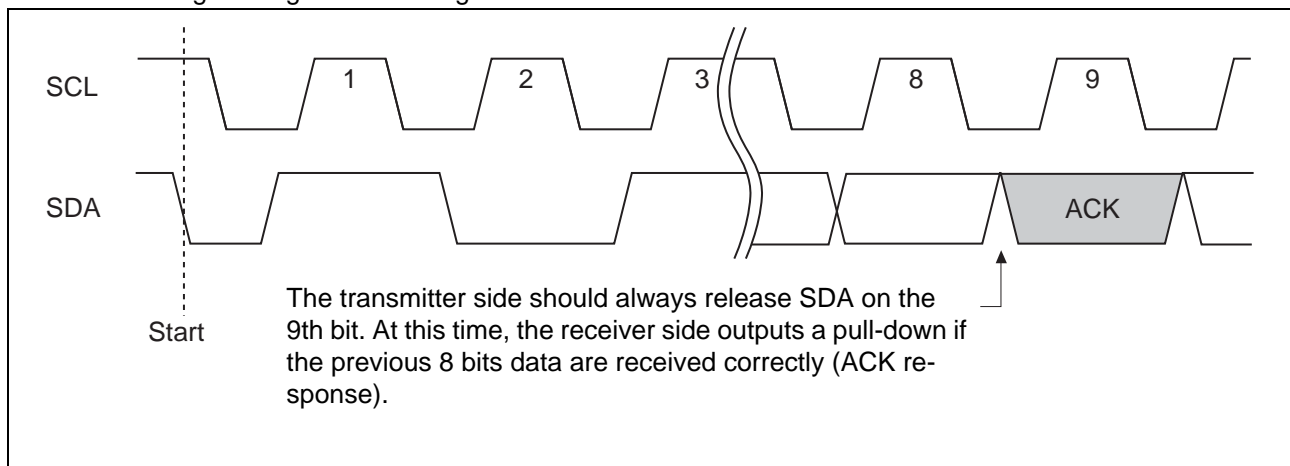 SCL
1
2
3
8
9
SDA
ACK
Start
The transmitter side should always release SDA on the
9th bit. At this time, the receiver side outputs a pull-down if
the previous 8 bits data are received correctly (ACK re-
sponse).